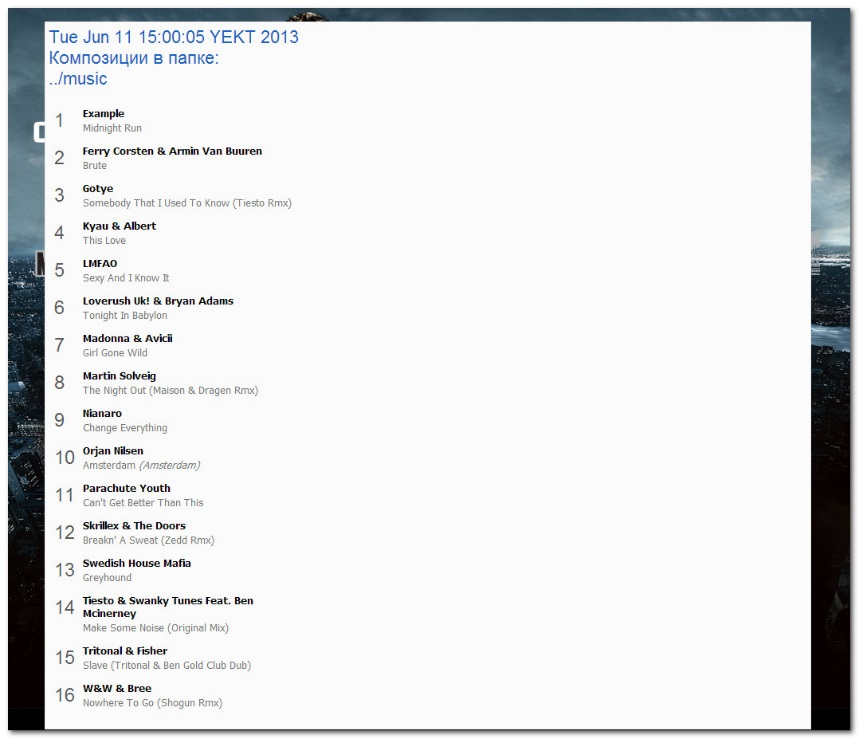 Tue Jun 11 15:00:05 YEKT 2013
Композиции в папке:
../music
1
Example
Midnight Run
2
Ferry Corsten & Armin Van Buuren
Brute
3
Gotye
Somebody That I Used To Know (Tiesto Rmx)
4
Kyau & Albert
This Love
5
LMFAO
Sexy And I Know It
6
Loverush Uk! & Bryan Adams
Tonight In Babylon
7
Madonna & Avicii
Girl Gone Wild
8
Martin Solveig
The Night Out (Maison & Dragen Rmx)
9
Nianaro
Change Everything
10
Orjan Nilsen
Amsterdam (Amsterdam)
11
Parachute Youth
Can't Get Better Than This
12
Skrillex & The Doors
Breakn' A Sweat (Zedd Rmx)
13
Swedish House Mafia
Greyhound
14
Tiesto & Swanky Tunes Feat. Ben
Mcinerney
Make Some Noise (Original Mix)
15
Tritonal & Fisher
Slave (Tritonal & Ben Gold Club Dub)
16
W&W & Bree
Nowhere To Go (Shogun Rmx)